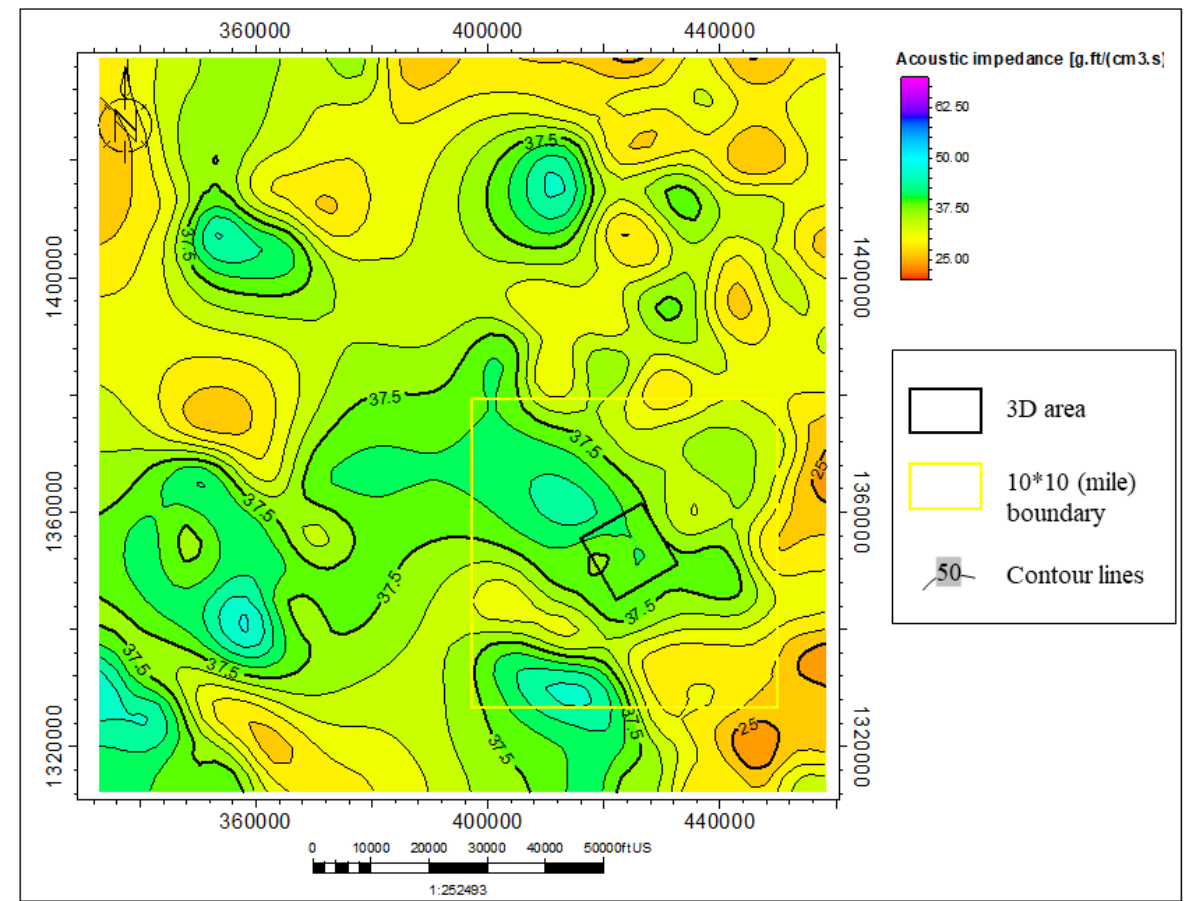 360000 400000 440000
Acoustic impedance [g.ft/(cm3.s)
62.50
50.00
37.50
25.00
N
37.5
37.5
1400000 1400000
37.5
37.5
25
37.5
1360000 1360000
37.5
37.5
37.5
37.5
37.5
25
37.5
1320000 1320000
360000 400000 440000
0 10000 20000 30000 40000 50000ftUS
1:252493
3D area
10*10 (mile)
boundary
50
Contour lines